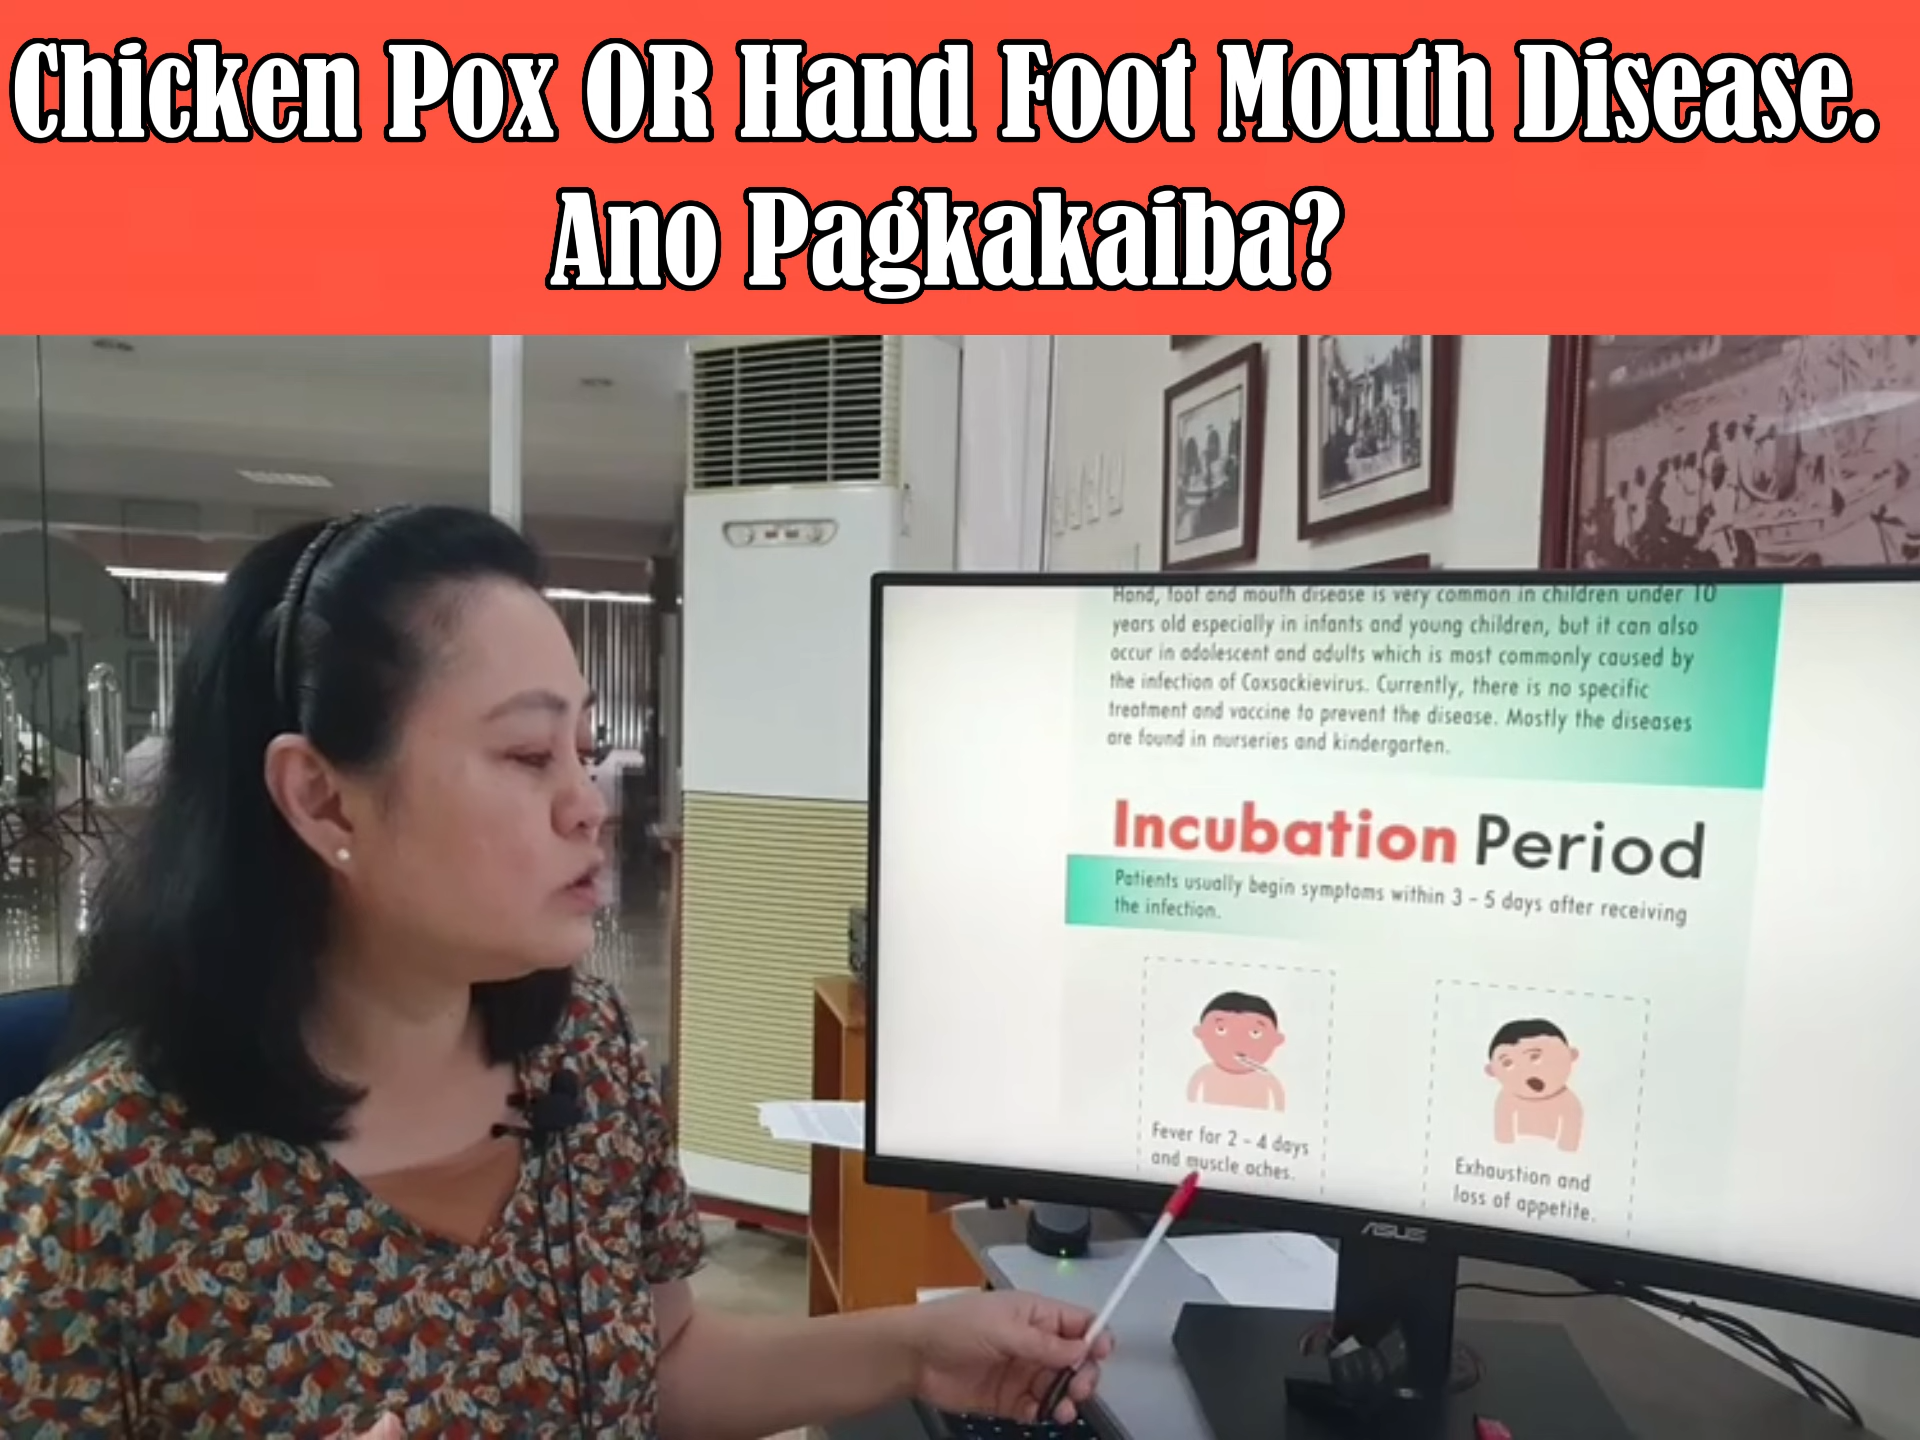 Chicken Pox OR Hand Foot Mouth Disease.
Ano Pagkakaiba?
Hand, foot and mouth disease is very common in children under 10
years old especially in infants and young children, but it can also
occur in adolescent and adults which is most commonly caused by
the infection of Coxsackievirus. Currently, there is no specific
treatment and vaccine to prevent the disease. Mostly the diseases
are found in nurseries and kindergarten.
Incubation Period
Patients usually begin symptoms within 3 - 5 days after receiving
the infection.
Fever for 2 - 4 days
and muscle aches.
Exhaustion and
loss of appetite.
ASUS